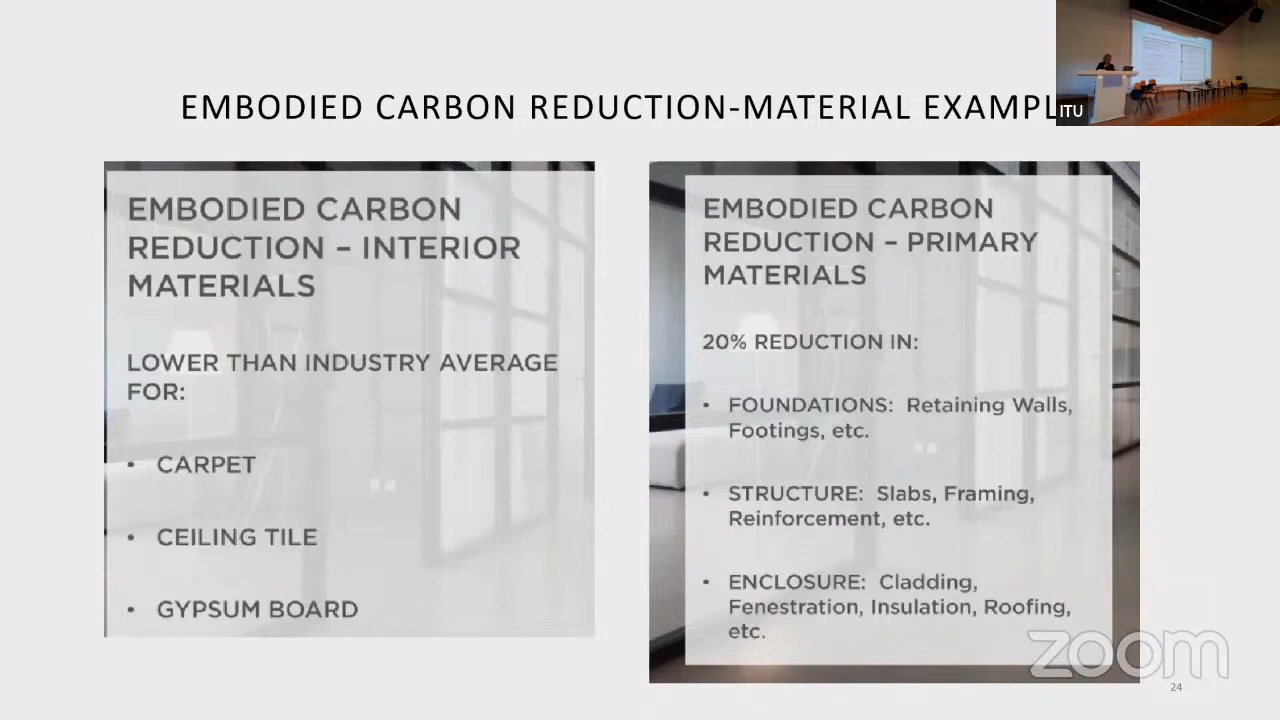 EMBODIED CARBON REDUCTION-MATERIAL EXAMPL
ITU
EMBODIED CARBON
REDUCTION – INTERIOR
MATERIALS
LOWER THAN INDUSTRY AVERAGE
FOR:
• CARPET
• CEILING TILE
• GYPSUM BOARD
EMBODIED CARBON
REDUCTION – PRIMARY
MATERIALS
20% REDUCTION IN:
• FOUNDATIONS: Retaining Walls,
Footings, etc.
• STRUCTURE: Slabs, Framing,
Reinforcement, etc.
• ENCLOSURE: Cladding,
Fenestration, Insulation, Roofing,
etc.
zoom
24